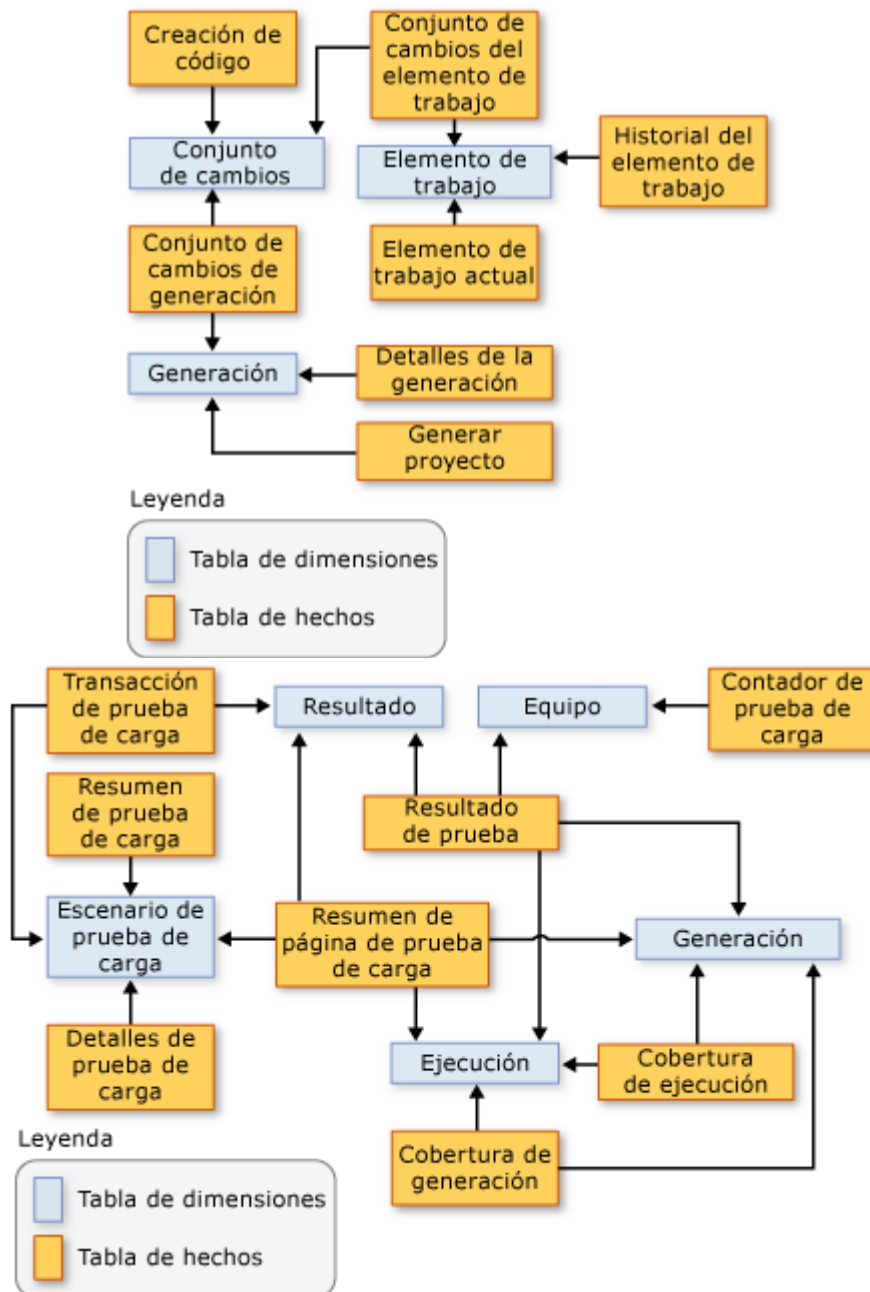 Creación de
código
Conjunto de
cambios del
elemento de
trabajo
Conjunto
de cambios
Elemento de
trabajo
Historial del
elemento de
trabajo
Conjunto de
cambios de
generación
Elemento de
trabajo actual
Generación
Detalles de la
generación
Generar
proyecto
Leyenda
Tabla de dimensiones
Tabla de hechos
Transacción
de prueba
de carga
Resultado
Equipo
Contador de
prueba de
carga
Resumen
de prueba
de carga
Resultado
de prueba
Escenario de
prueba de
carga
Resumen de
página de prueba
de carga
Generación
Detalles de
prueba de
carga
Ejecución
Cobertura
de ejecución
Cobertura de
generación
Leyenda
Tabla de dimensiones
Tabla de hechos